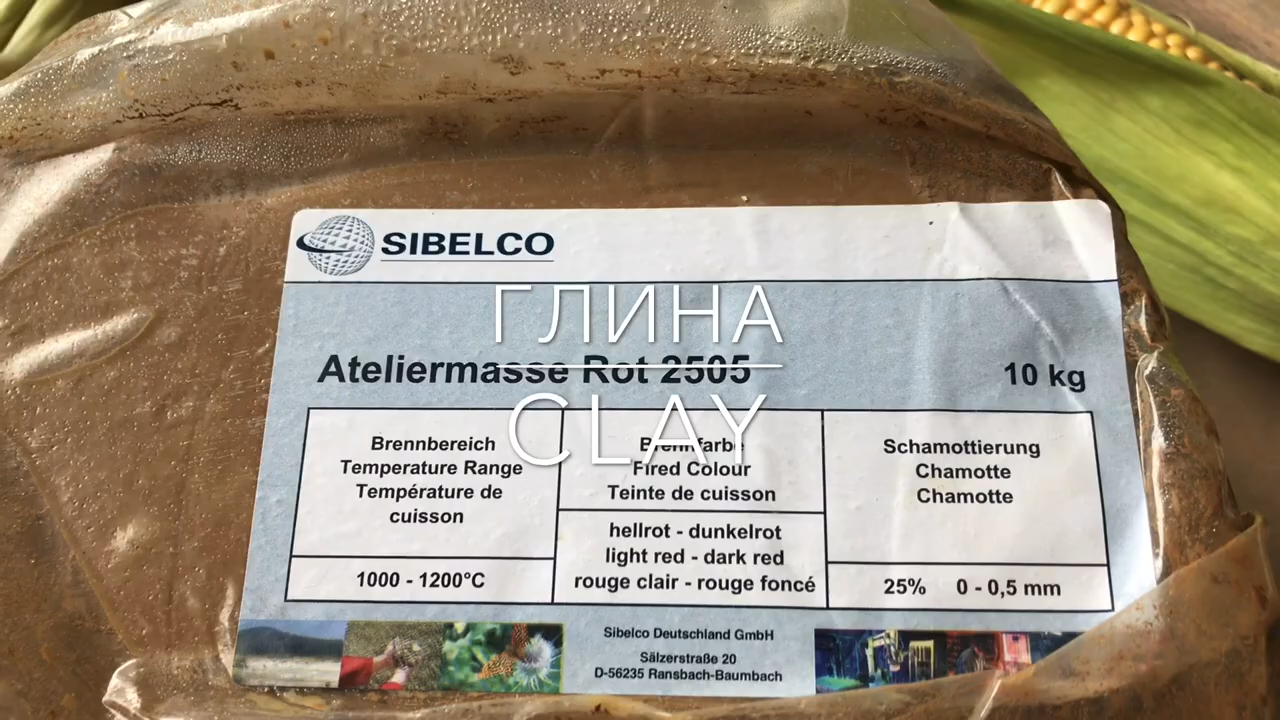 SIBELCO
ГЛИНА
Ateliermasse Rot 2505
10 kg
CLAY
Brennbereich
Temperature Range
Température de
cuisson
1000 - 1200°C
Brennfarbe
Fired Colour
Teinte de cuisson
hellrot - dunkelrot
light red - dark red
rouge clair - rouge foncé
Schamottierung
Chamotte
Chamotte
25% 0 - 0,5 mm
Sibelco Deutschland GmbH
Sälzerstraße 20
D-56235 Ransbach-Baumbach